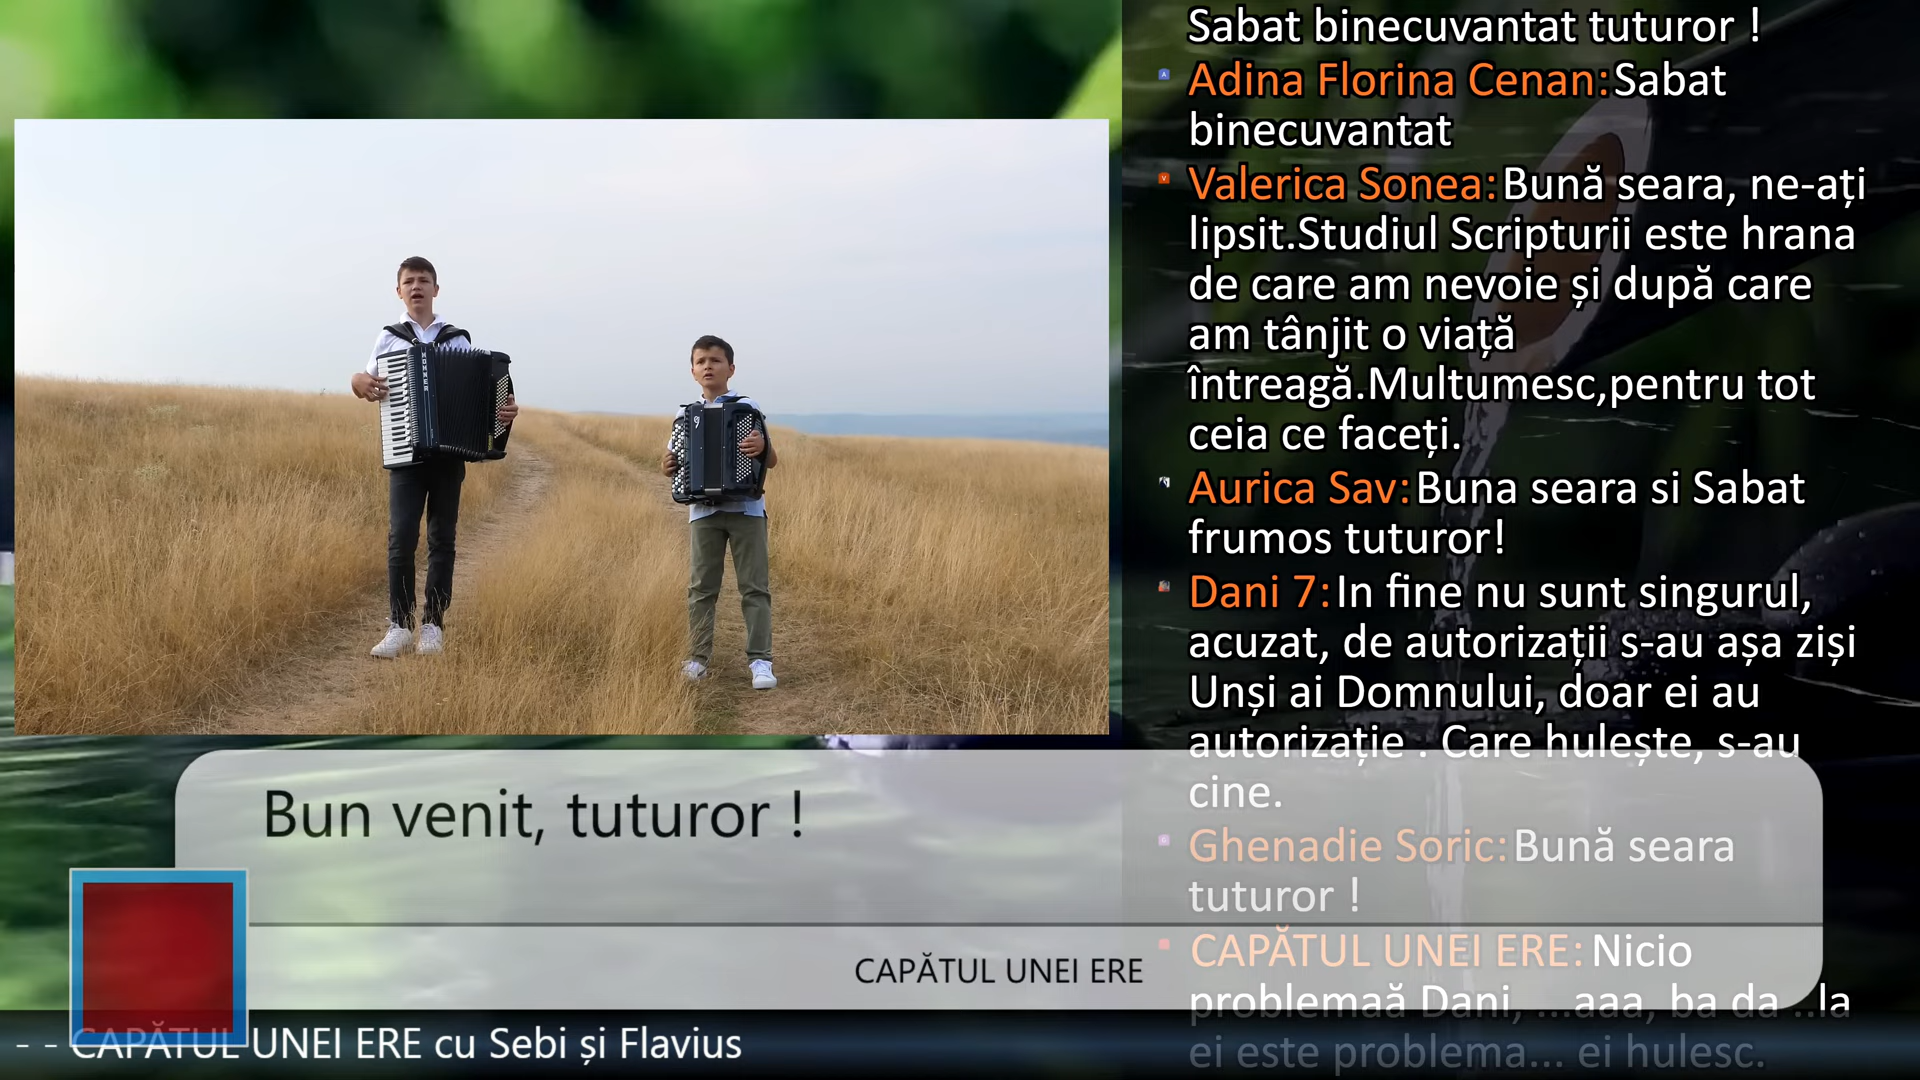 Sabat binecuvantat tuturor !
Adina Florina Cenan: Sabat
binecuvantat
Valerica Sonea: Bună seara, ne-ați
lipsit.Studiul Scripturii este hrana
de care am nevoie și după care
am tânjit o viață
întreagă.Multumesc,pentru tot
ceia ce faceți.
Aurica Sav: Buna seara si Sabat
frumos tuturor!
Dani 7: In fine nu sunt singurul,
acuzat, de autorizații s-au așa ziși
Unși ai Domnului, doar ei au
autorizație . Care hulește, s-au
cine.
Ghenadie Soric: Bună seara
tuturor !
CAPĂTUL UNEI ERE: Nicio
problemaă Dani, ...aaa, ba da ..la
ei este problema... ei hulesc.
HOHNER
Bun venit, tuturor !
CAPĂTUL UNEI ERE
- - CAPĂTUL UNEI ERE cu Sebi și Flavius